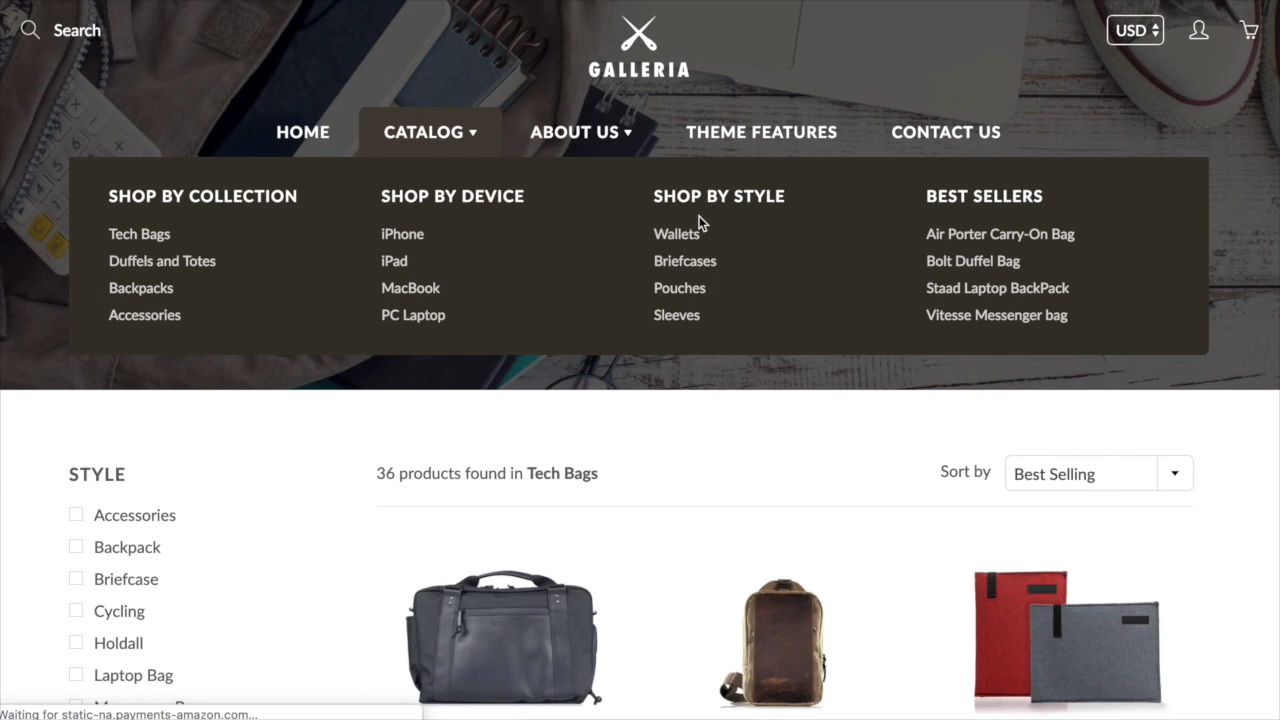 Search
GALLERIA
USD
HOME
CATALOG ▾
ABOUT US ▾
THEME FEATURES
CONTACT US
SHOP BY COLLECTION
Tech Bags
Duffels and Totes
Backpacks
Accessories
SHOP BY DEVICE
iPhone
iPad
MacBook
PC Laptop
SHOP BY STYLE
Wallets
Briefcases
Pouches
Sleeves
BEST SELLERS
Air Porter Carry-On Bag
Bolt Duffel Bag
Staad Laptop BackPack
Vitesse Messenger bag
STYLE
Accessories
Backpack
Briefcase
Cycling
Holdall
Laptop Bag
36 products found in Tech Bags
Sort by
Best Selling
Waiting for static-na.payments-amazon.com...